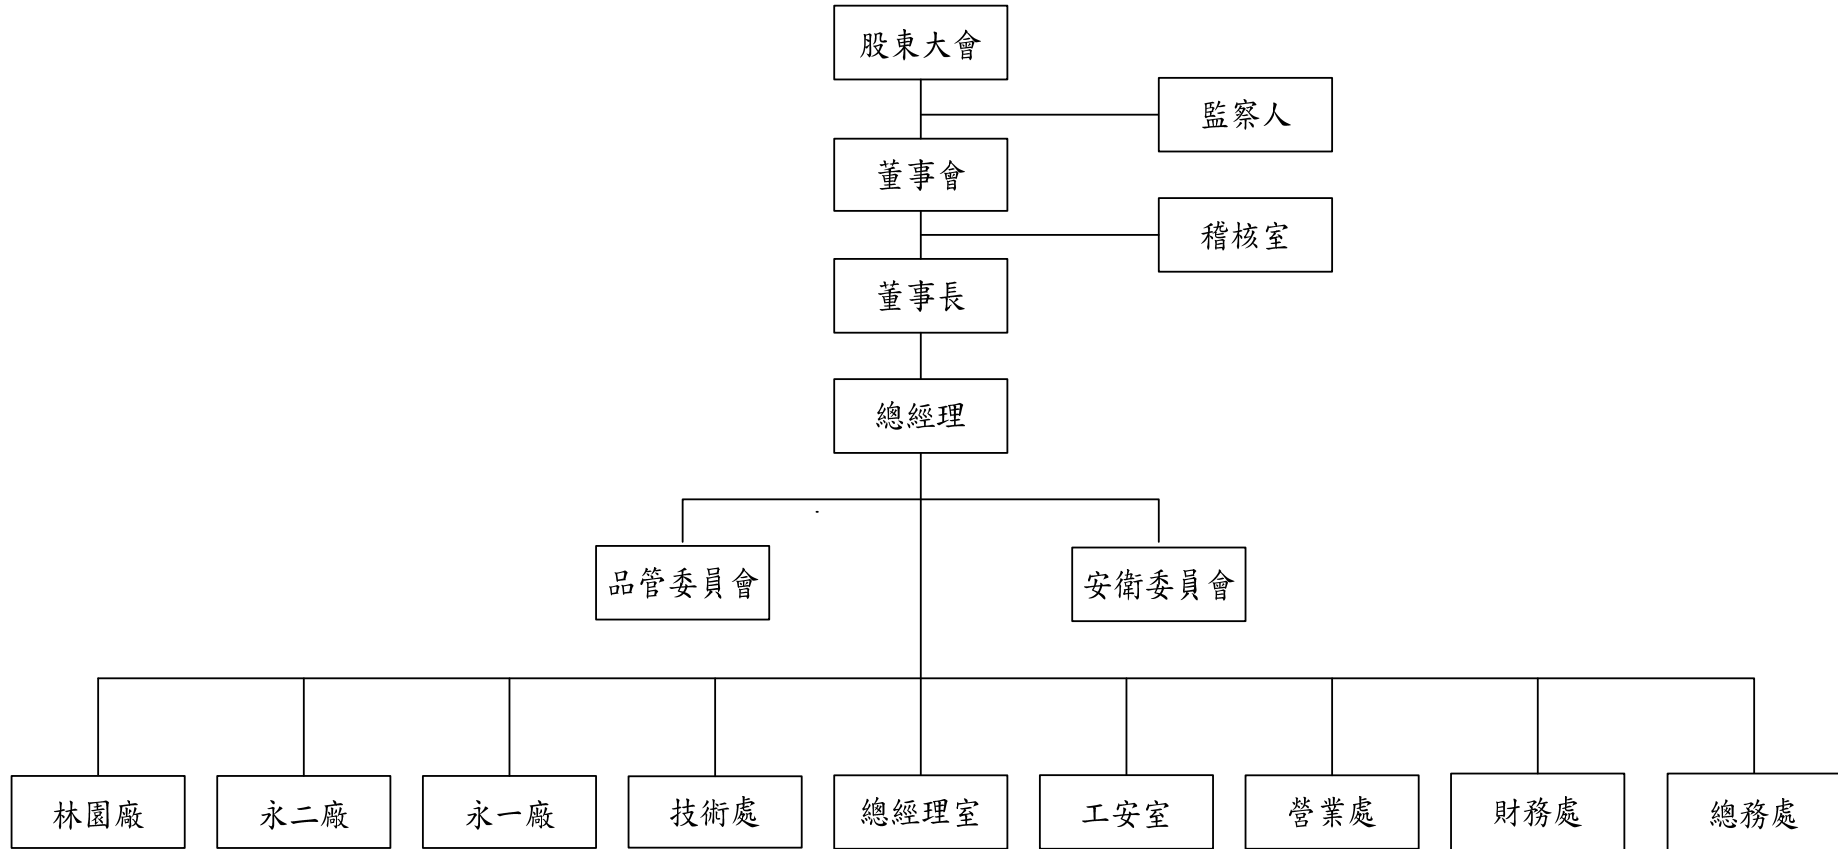 股東大會
監察人
董事會
稽核室
董事長
總經理
品管委員會
安衛委員會
林園廠
永二廠
永一廠
技術處
總經理室
工安室
營業處
財務處
總務處